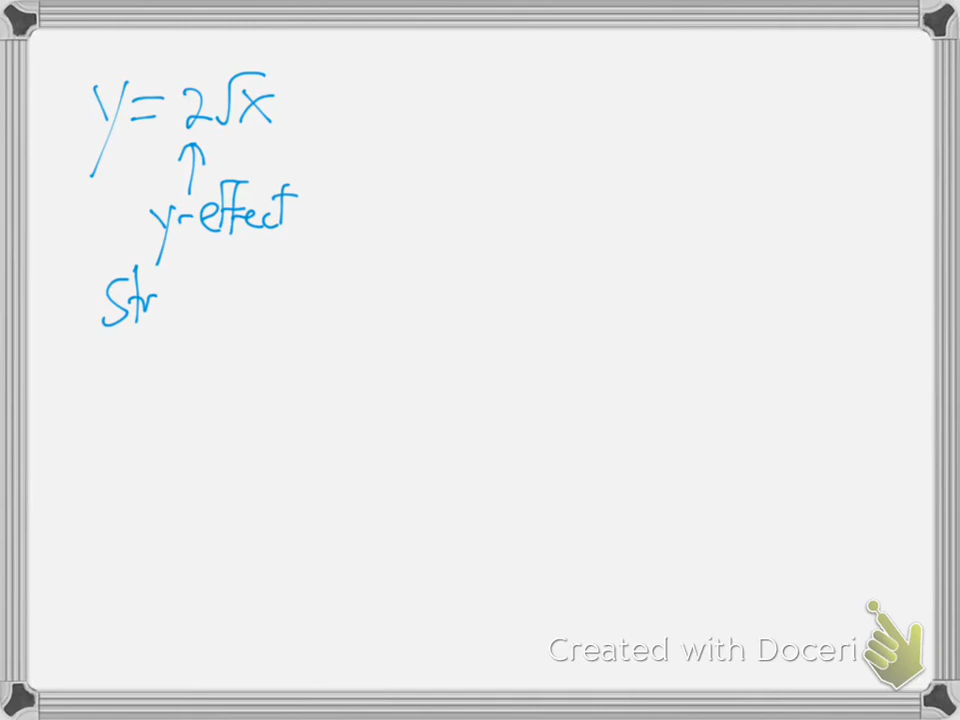 y = 2√x
↑
y-effect
Str
Created with Doceri